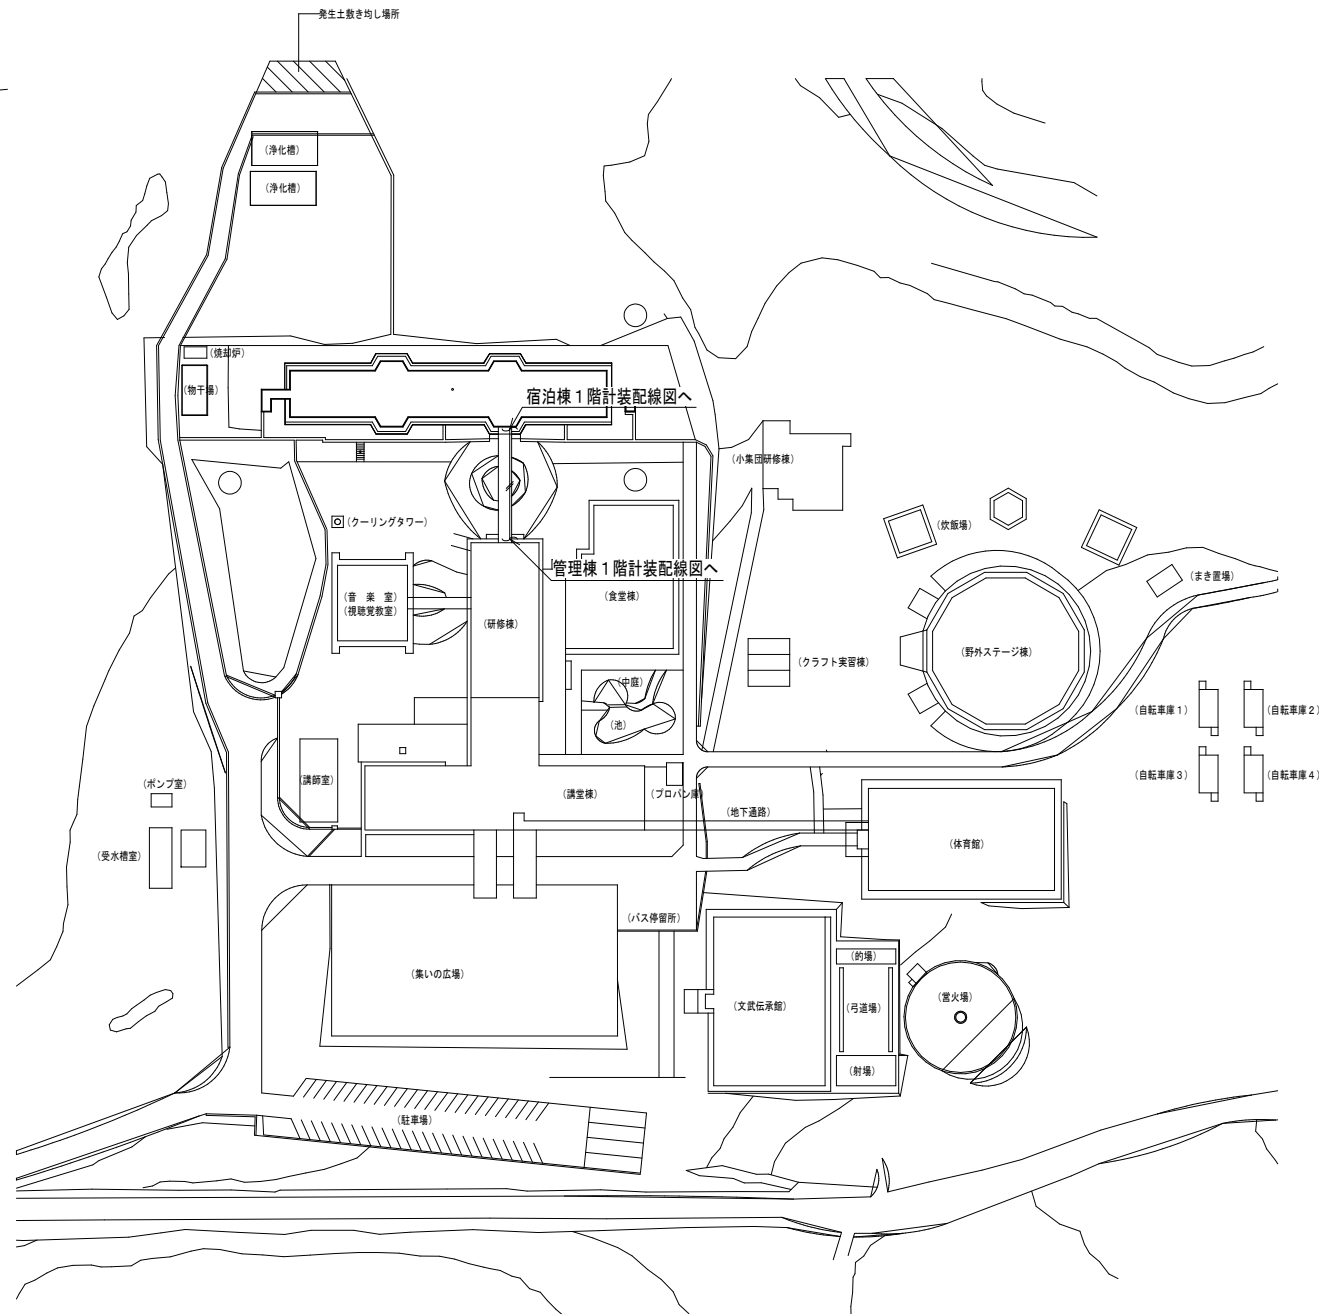 発生土敷き均し場所
（浄化槽）
（浄化槽）
（焼却炉）
（物干場）
宿泊棟１階計装配線図へ
（小集団研修棟）
（クーリングタワー）
（炊飯場）
管理棟１階計装配線図へ
（まき置場）
（音　楽　室）
（視聴覚教室）
（食堂棟）
（研修棟）
（野外ステージ棟）
（クラフト実習棟）
（中庭）
（池）
（自転車庫１）
（自転車庫２）
（講師室）
（ポンプ室）
（講堂棟）
（プロパン庫）
（自転車庫３）
（自転車庫４）
（地下通路）
（体育館）
（受水槽室）
（バス停留所）
（的場）
（集いの広場）
（文武伝承館）
（弓道場）
（営火場）
（射場）
（駐車場）